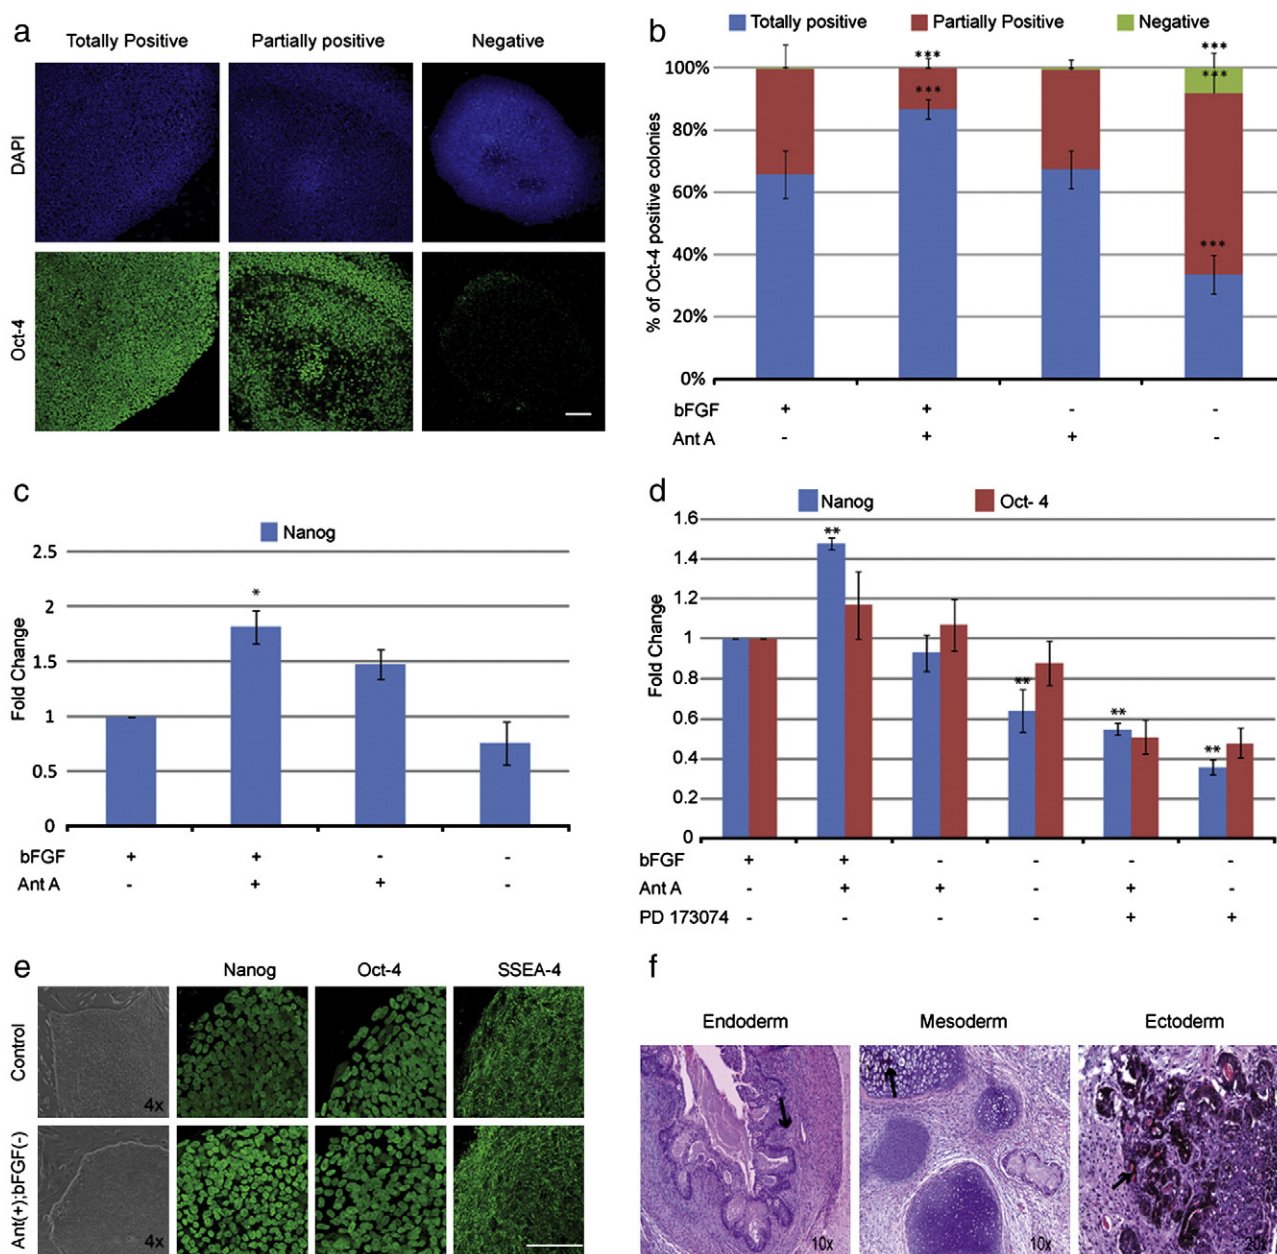 a
Totally Positive Partially positive Negative
DAPI
Oct-4
b
Totally positive Partially Positive Negative
% of Oct-4 positive colonies
100%
80%
60%
40%
20%
0%
*** *** *** *** ***
bFGF + + - -
Ant A - + + -
c
Nanog
Fold Change
2.5
2
1.5
1
0.5
0
*
bFGF + + - -
Ant A - + + -
d
Nanog Oct- 4
Fold Change
1.6
1.4
1.2
1
0.8
0.6
0.4
0.2
0
** ** ** **
bFGF + + - - - -
Ant A - + + - + -
PD 173074 - - - - + +
e
Nanog Oct-4 SSEA-4
Control
4x
Ant(+);bFGF(-)
4x
f
Endoderm Mesoderm Ectoderm
10x 10x 20x